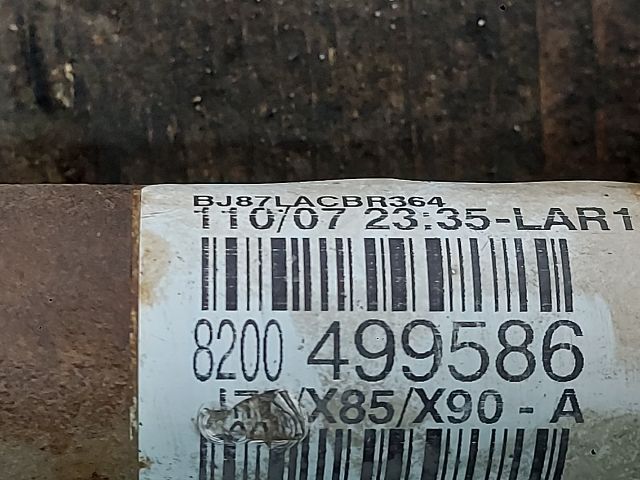 BJ87LACBR364
110/07 23:35-LAR1
8200 499586
/X85/X90 - A